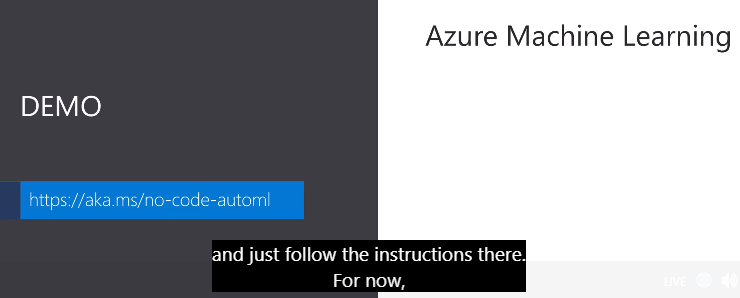 Azure Machine Learning
DEMO
https://aka.ms/no-code-automl
and just follow the instructions there.
For now,
LIVE